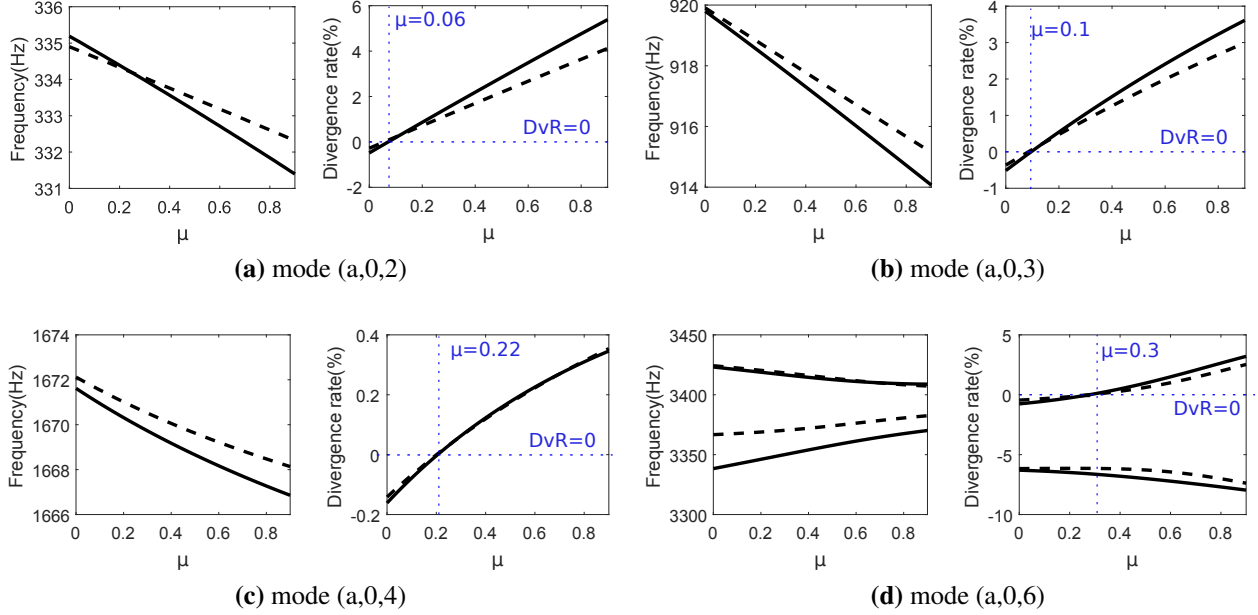 336
335
334
333
332
331
Frequency(Hz)
0 0.2 0.4 0.6 0.8
μ
6
4
2
0
-2
Divergence rate(%)
μ=0.06
DvR=0
0 0.2 0.4 0.6 0.8
μ
(a) mode (a,0,2)
920
918
916
914
Frequency(Hz)
0 0.2 0.4 0.6 0.8
μ
4
3
2
1
0
-1
Divergence rate(%)
μ=0.1
DvR=0
0 0.2 0.4 0.6 0.8
μ
(b) mode (a,0,3)
1674
1672
1670
1668
1666
Frequency(Hz)
0 0.2 0.4 0.6 0.8
μ
0.4
0.2
0
-0.2
Divergence rate(%)
μ=0.22
DvR=0
0 0.2 0.4 0.6 0.8
μ
(c) mode (a,0,4)
3450
3400
3350
3300
Frequency(Hz)
0 0.2 0.4 0.6 0.8
μ
5
0
-5
-10
Divergence rate(%)
μ=0.3
DvR=0
0 0.2 0.4 0.6 0.8
μ
(d) mode (a,0,6)